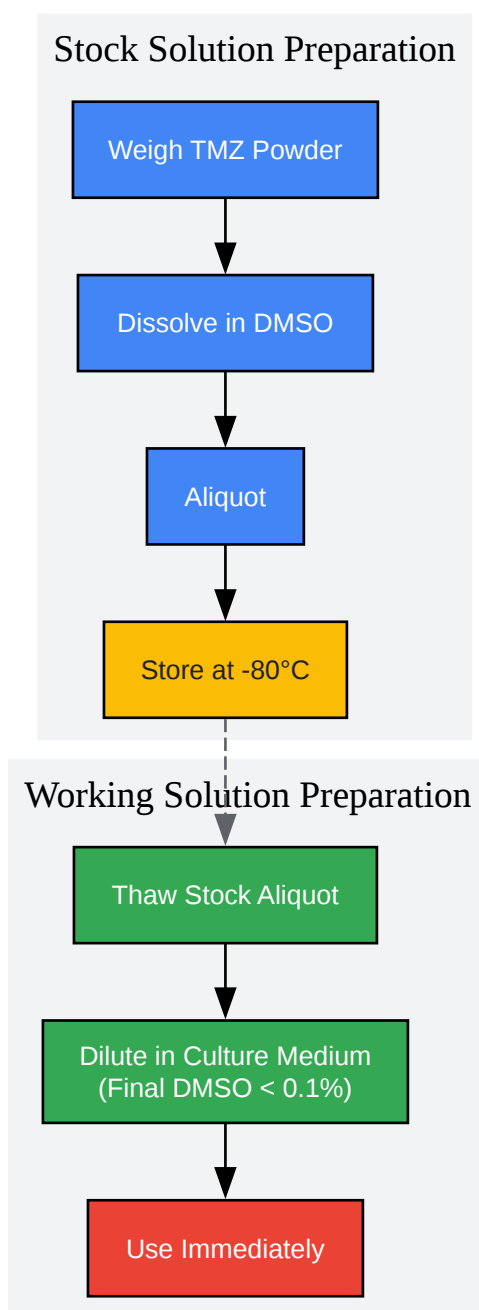 Stock Solution Preparation
Weigh TMZ Powder
Dissolve in DMSO
Aliquot
Store at -80°C
Working Solution Preparation
Thaw Stock Aliquot
Dilute in Culture Medium
(Final DMSO < 0.1%)
Use Immediately